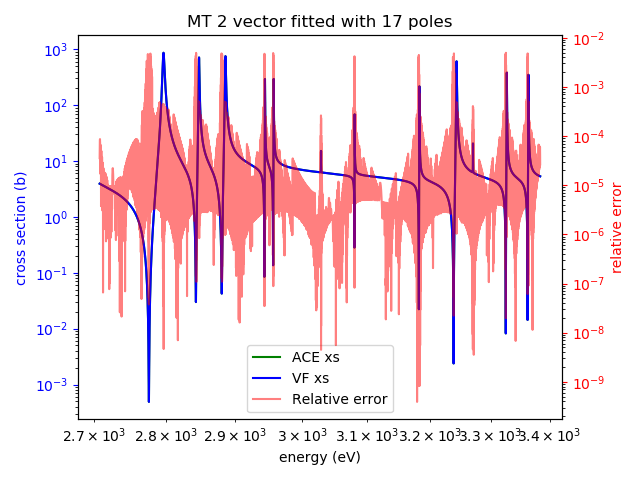 MT 2 vector fitted with 17 poles
cross section (b)
10³
10²
10¹
10⁰
10⁻¹
10⁻²
10⁻³
10⁻²
10⁻³
10⁻⁴
10⁻⁵
10⁻⁶
10⁻⁷
10⁻⁸
10⁻⁹
relative error
ACE xs
VF xs
Relative error
2.7 × 10³ 2.8 × 10³ 2.9 × 10³ 3 × 10³ 3.1 × 10³ 3.2 × 10³ 3.3 × 10³ 3.4 × 10³
energy (eV)